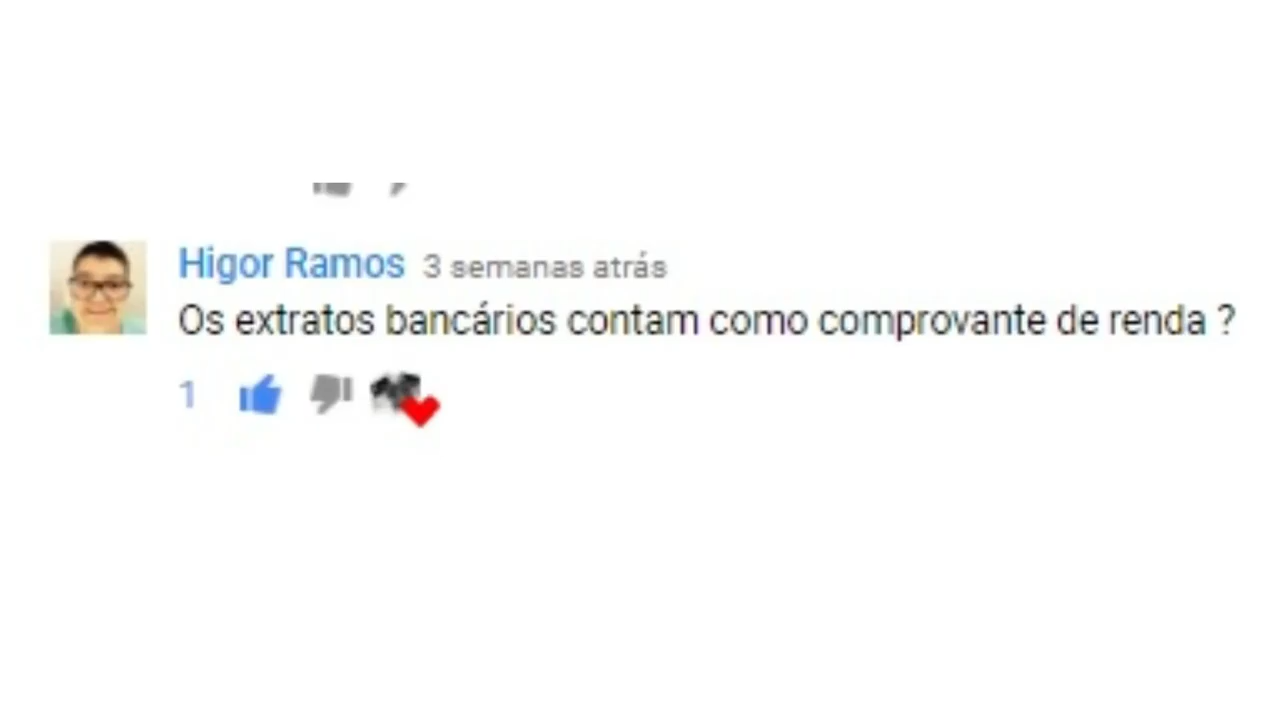 Higor Ramos 3 semanas atrás
Os extratos bancários contam como comprovante de renda ?
1